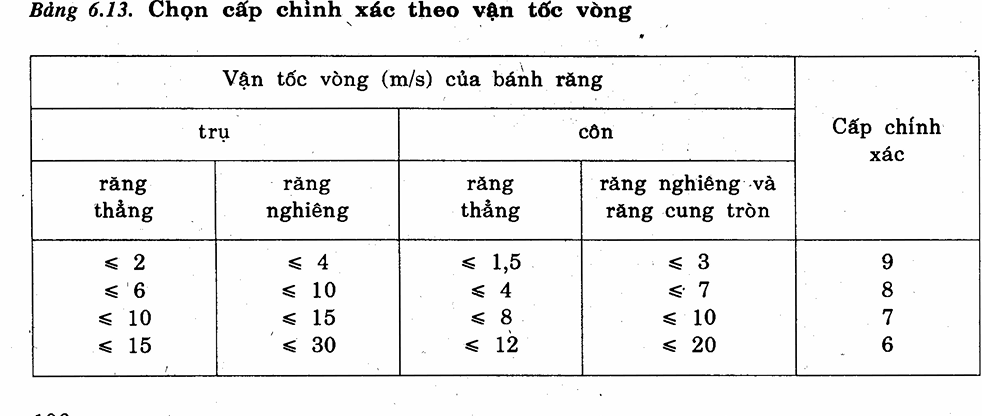 Bảng 6.13. Chọn cấp chính xác theo vận tốc vòng
Vận tốc vòng (m/s) của bánh răng
Cấp chính xác
trụ
côn
răng thẳng
răng nghiêng
răng thẳng
răng nghiêng và răng cung tròn
⩽ 2 ⩽ 4 ⩽ 1,5 ⩽ 3 9
⩽ 6 ⩽ 10 ⩽ 4 ⩽ 7 8
⩽ 10 ⩽ 15 ⩽ 8 ⩽ 10 7
⩽ 15 ⩽ 30 ⩽ 12 ⩽ 20 6